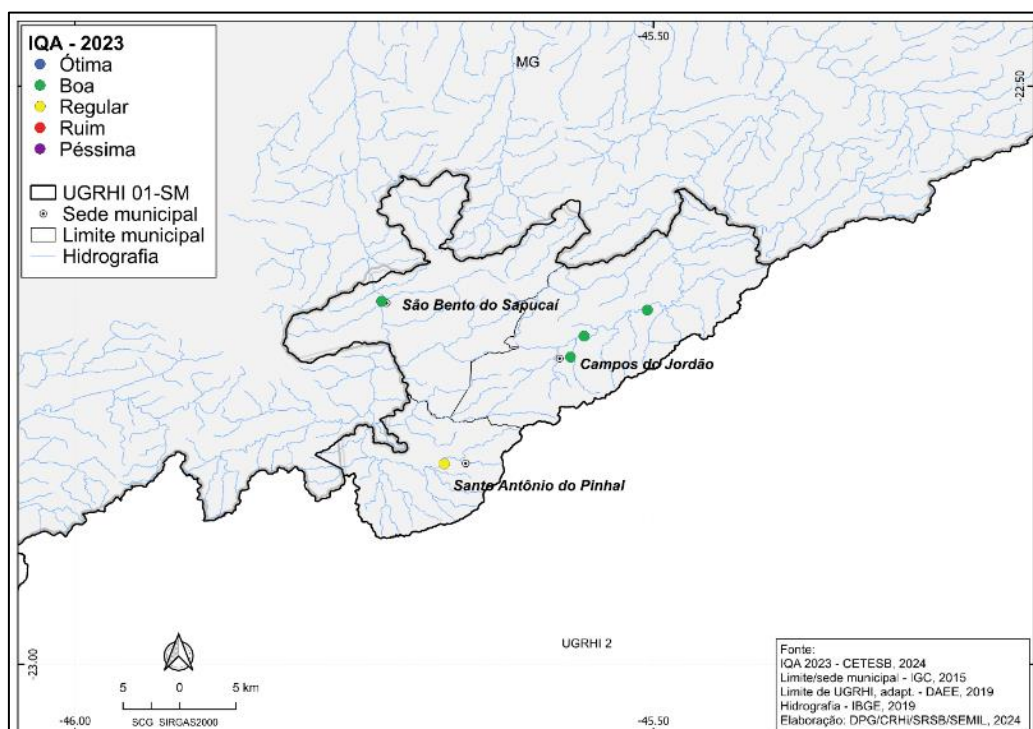 IQA - 2023
Ótima
Boa
Regular
Ruim
Péssima
UGRHI 01-SM
Sede municipal
Limite municipal
Hidrografia
-45.50
MG
-22.50
São Bento do Sapucaí
Campos do Jordão
Santo Antônio do Pinhal
UGRHI 2
-23.00
5 0 5 km
SCG SIRGAS2000
-46.00
-45.50
Fonte:
IQA 2023 - CETESB, 2024
Limite/sede municipal - IGC, 2015
Limite de UGRHI, adapt. - DAEE, 2019
Hidrografia - IBGE, 2019
Elaboração: DPG/CRHi/SRSB/SEMIL, 2024